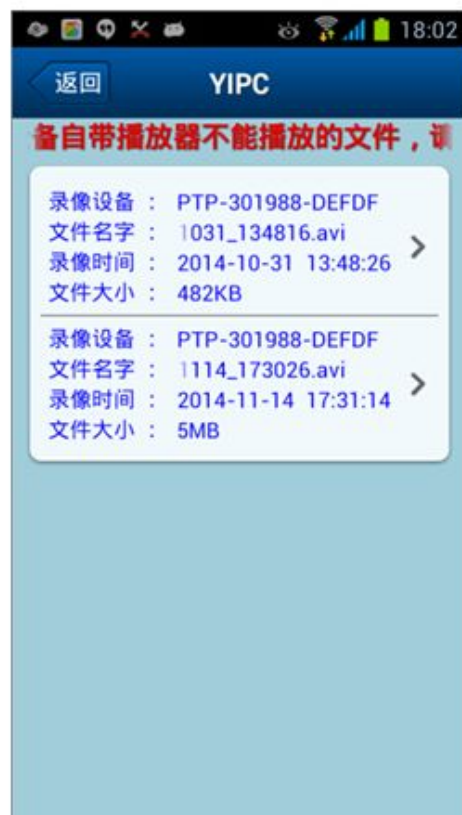 18:02
返回
YIPC
备自带播放器不能播放的文件，请
录像设备 : PTP-301988-DEFDF
文件名字 : 1031_134816.avi
录像时间 : 2014-10-31 13:48:26
文件大小 : 482KB
录像设备 : PTP-301988-DEFDF
文件名字 : 1114_173026.avi
录像时间 : 2014-11-14 17:31:14
文件大小 : 5MB